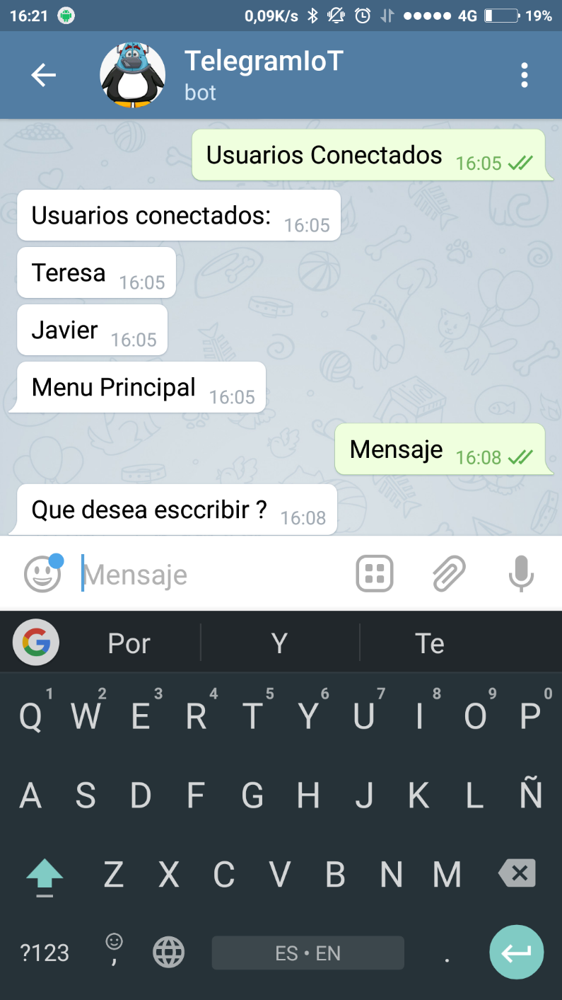 16:21 0,09K/s 4G 19%
TelegramIoT
bot
Usuarios Conectados 16:05
Usuarios conectados: 16:05
Teresa 16:05
Javier 16:05
Menu Principal 16:05
Mensaje 16:08
Que desea esccribir ? 16:08
Mensaje
G Por Y Te
1 2 3 4 5 6 7 8 9 0
Q W E R T Y U I O P
A S D F G H J K L Ñ
Z X C V B N M
?123 , ES • EN .